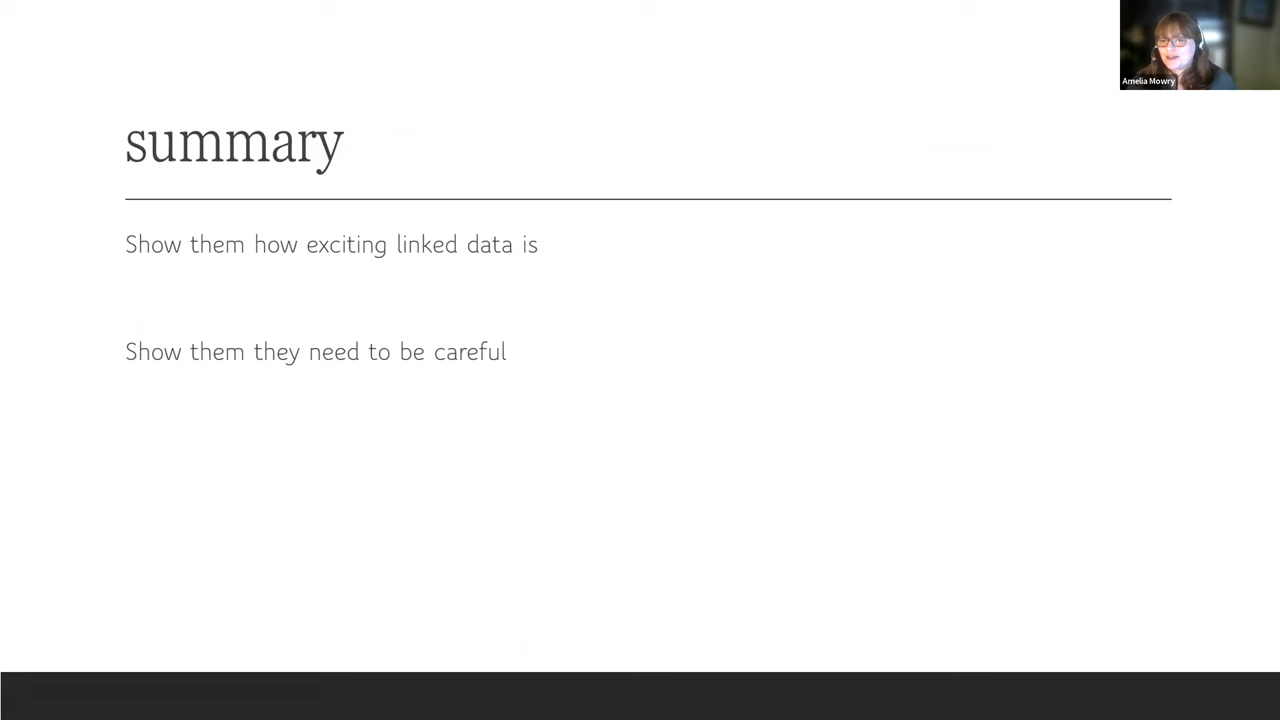 Amelia Mowry
summary
Show them how exciting linked data is
Show them they need to be careful